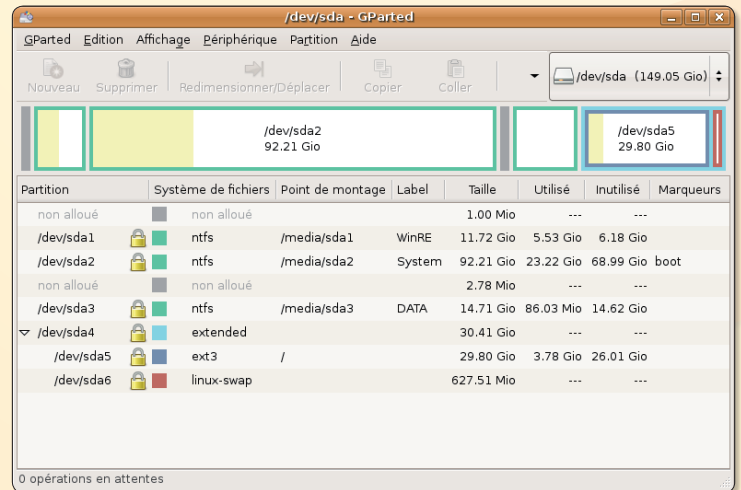 /dev/sda - GParted
GParted Edition Affichage Périphérique Partition Aide
Nouveau Supprimer Redimensionner/Déplacer Copier Coller /dev/sda (149.05 Gio)
/dev/sda2
92.21 Gio
/dev/sda5
29.80 Gio
Partition Système de fichiers Point de montage Label Taille Utilisé Inutilisé Marqueurs
non alloué non alloué 1.00 Mio --- ---
/dev/sda1 ntfs /media/sda1 WinRE 11.72 Gio 5.53 Gio 6.18 Gio
/dev/sda2 ntfs /media/sda2 System 92.21 Gio 23.22 Gio 68.99 Gio boot
non alloué non alloué 2.78 Mio --- ---
/dev/sda3 ntfs /media/sda3 DATA 14.71 Gio 86.03 Mio 14.62 Gio
/dev/sda4 extended 30.41 Gio --- ---
/dev/sda5 ext3 / 29.80 Gio 3.78 Gio 26.01 Gio
/dev/sda6 linux-swap 627.51 Mio --- ---
0 opérations en attentes